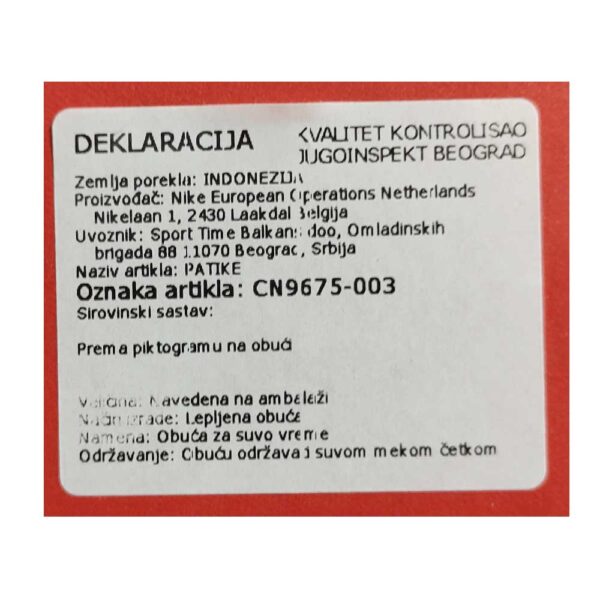 DEKLARACIJA
KVALITET KONTROLISAO
JUGOINSPEKT BEOGRAD
Zemlja porekla: INDONEZIJA
Proizvođač: Nike European Operations Netherlands
Nikelaan 1, 2430 Laakdal Belgija
Uvoznik: Sport Time Balkans doo, Omladinskih
brigada 88 11070 Beograd, Srbija
Naziv artikla: PATIKE
Oznaka artikla: CN9675-003
Sirovinski sastav:
Prema piktogramu na obući
Veličina: Navedena na ambalaži
Način izrade: Lepljena obuća
Namena: Obuća za suvo vreme
Održavanje: Obuću održavati suvom mekom četkom